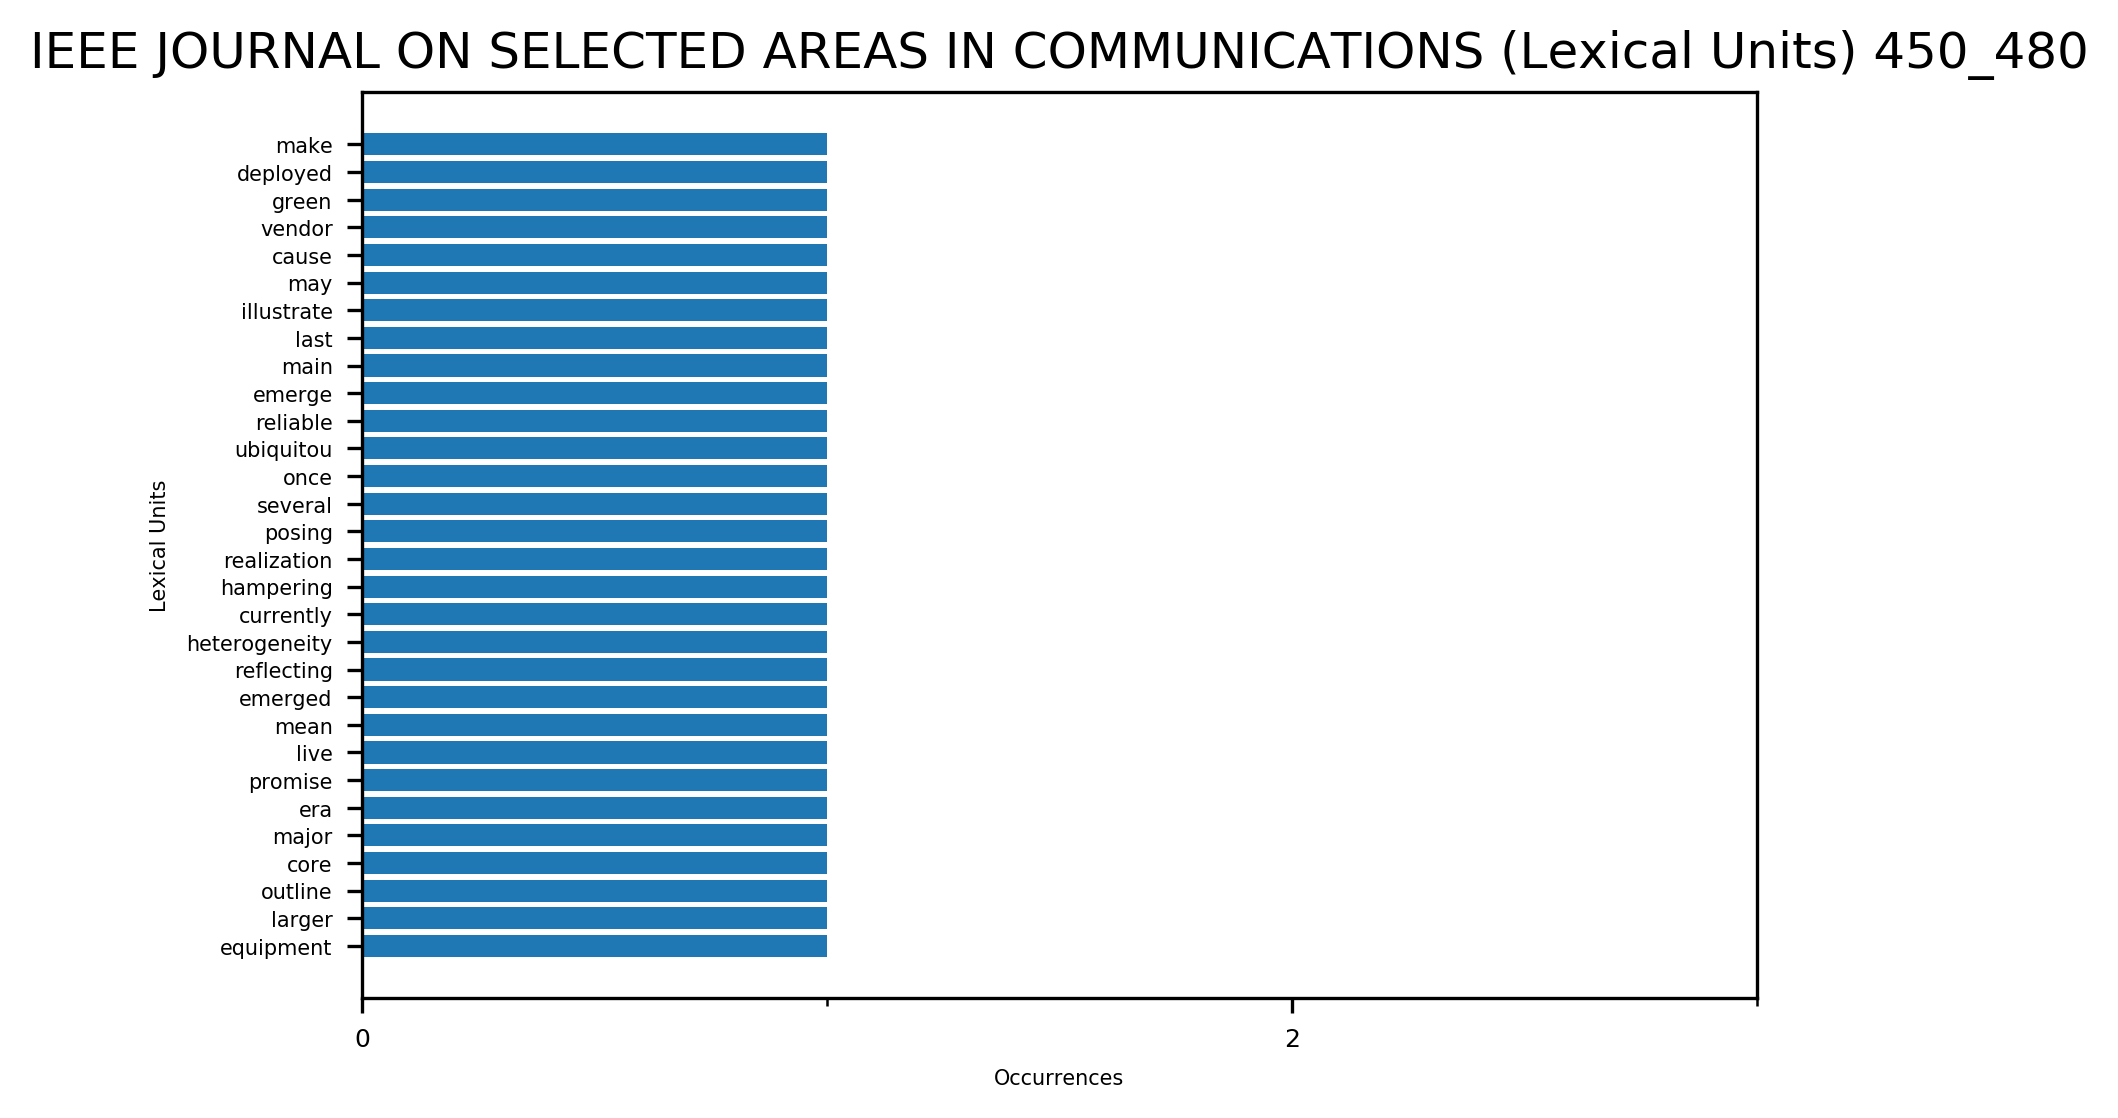 IEEE JOURNAL ON SELECTED AREAS IN COMMUNICATIONS (Lexical Units) 450_480
make
deployed
green
vendor
cause
may
illustrate
last
main
emerge
reliable
ubiquitou
once
several
posing
realization
hampering
currently
heterogeneity
reflecting
emerged
mean
live
promise
era
major
core
outline
larger
equipment
Lexical Units
0
2
Occurrences